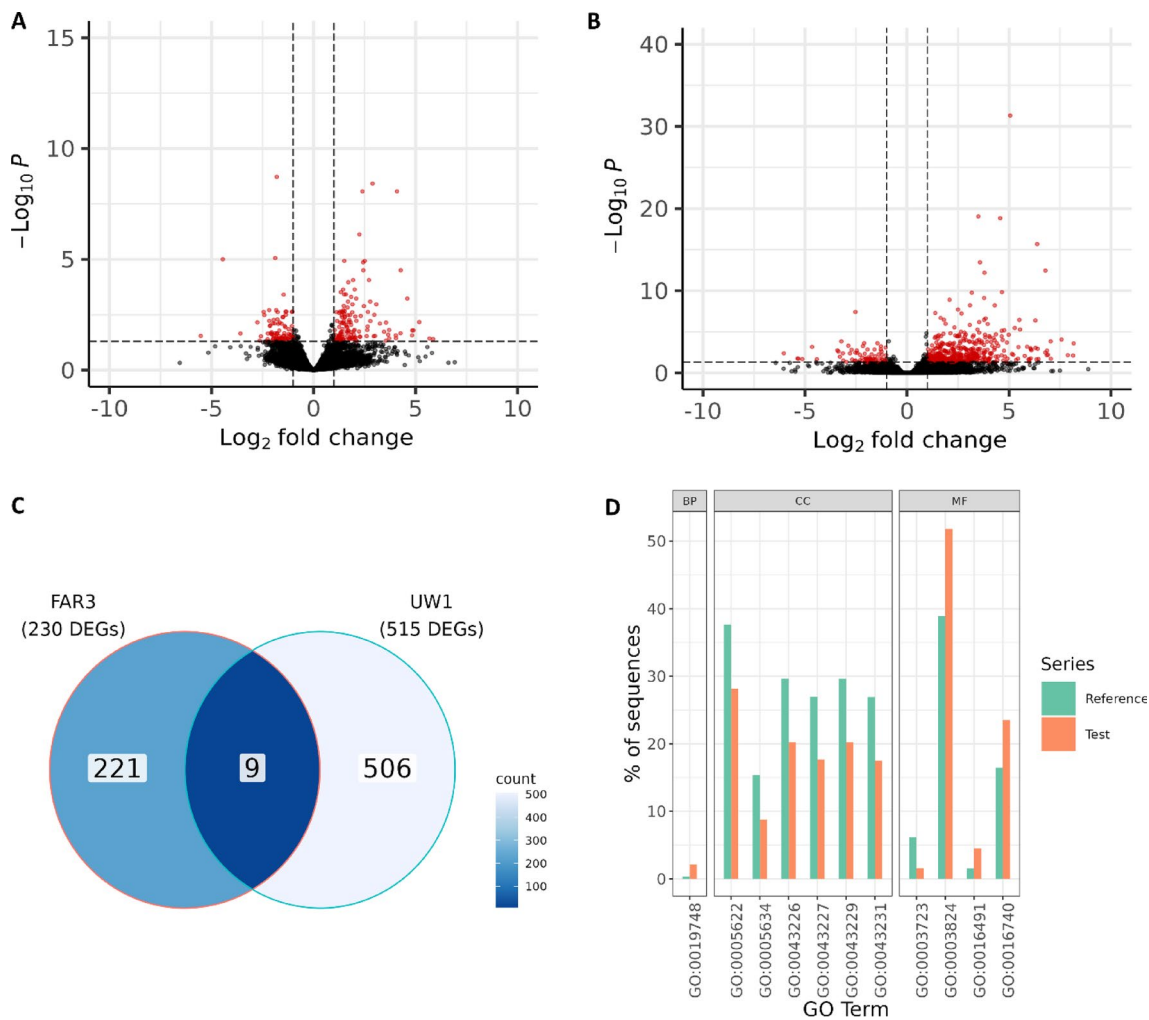 A
15
10
5
0
−Log10 P
-10
-5
0
5
10
Log2 fold change
B
40
30
20
10
0
−Log10 P
-10
-5
0
5
10
Log2 fold change
C
FAR3
(230 DEGs)
UW1
(515 DEGs)
221
9
506
count
500
400
300
200
100
D
BP
CC
MF
50
40
30
20
10
0
% of sequences
GO:0019748
GO:0005622
GO:0005634
GO:0043226
GO:0043227
GO:0043229
GO:0043231
GO:0003723
GO:0003824
GO:0016491
GO:0016740
GO Term
Series
Reference
Test